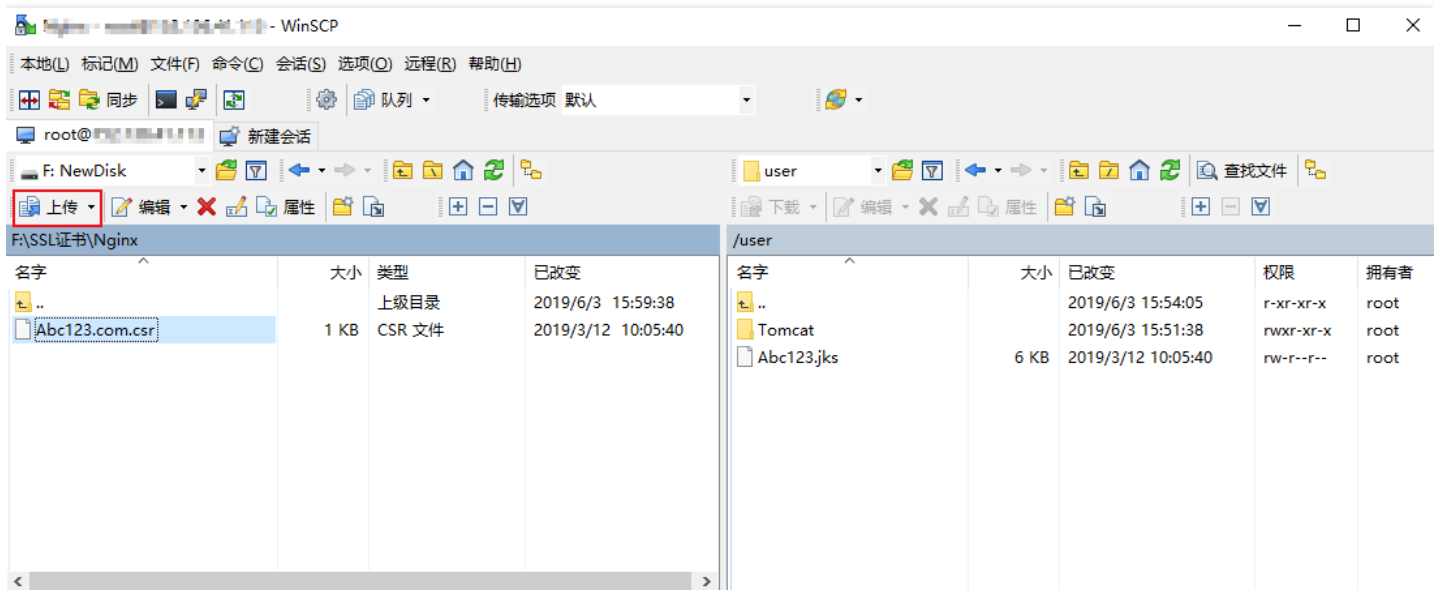 - WinSCP
本地(L) 标记(M) 文件(F) 命令(C) 会话(S) 选项(O) 远程(R) 帮助(H)
同步 队列 传输选项 默认
root@ 新建会话
F: NewDisk user 查找文件
上传 编辑 属性 下载 编辑 属性
F:\SSL证书\Nginx /user
名字 大小 类型 已改变 名字 大小 已改变 权限 拥有者
.. 上级目录 2019/6/3 15:59:38 .. 2019/6/3 15:54:05 r-xr-xr-x root
Abc123.com.csr 1 KB CSR 文件 2019/3/12 10:05:40 Tomcat 2019/6/3 15:51:38 rwxr-xr-x root
Abc123.jks 6 KB 2019/3/12 10:05:40 rw-r--r-- root